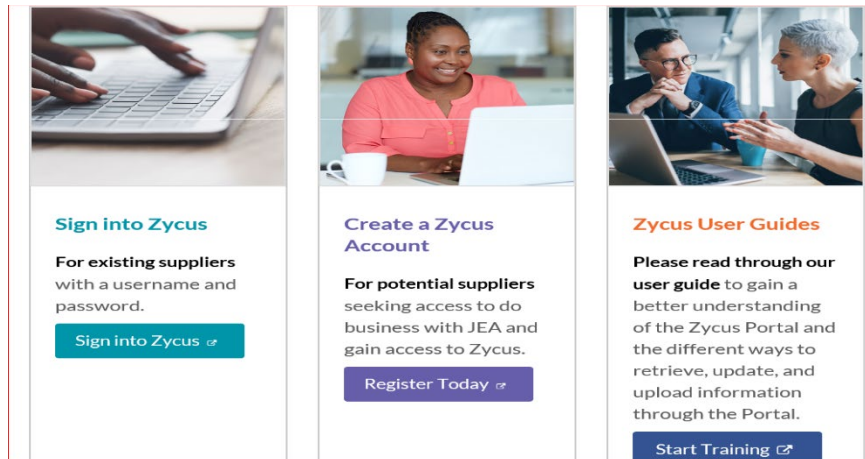 Sign into Zycus
For existing suppliers
with a username and
password.
Sign into Zycus
Create a Zycus
Account
For potential suppliers
seeking access to do
business with JEA and
gain access to Zycus.
Register Today
Zycus User Guides
Please read through our
user guide to gain a
better understanding
of the Zycus Portal and
the different ways to
retrieve, update, and
upload information
through the Portal.
Start Training